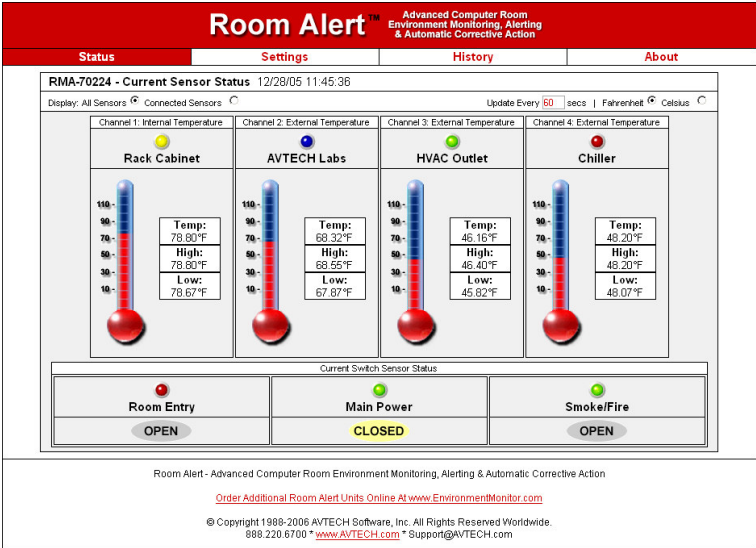 Room Alert™
Advanced Computer Room
Environment Monitoring, Alerting
& Automatic Corrective Action
Status Settings History About
RMA-70224 - Current Sensor Status 12/28/05 11:45:36
Display: All Sensors Connected Sensors Update Every 60 secs | Fahrenheit Celsius
Channel 1: Internal Temperature
Rack Cabinet
110 -
90 -
70 -
50 -
30 -
10 -
Temp:
78.80°F
High:
78.80°F
Low:
78.67°F
Channel 2: External Temperature
AVTECH Labs
110 -
90 -
70 -
50 -
30 -
10 -
Temp:
68.32°F
High:
68.55°F
Low:
67.87°F
Channel 3: External Temperature
HVAC Outlet
110 -
90 -
70 -
50 -
30 -
10 -
Temp:
46.16°F
High:
46.40°F
Low:
45.82°F
Channel 4: External Temperature
Chiller
110 -
90 -
70 -
50 -
30 -
10 -
Temp:
48.20°F
High:
48.20°F
Low:
48.07°F
Current Switch Sensor Status
Room Entry
OPEN
Main Power
CLOSED
Smoke/Fire
OPEN
Room Alert - Advanced Computer Room Environment Monitoring, Alerting & Automatic Corrective Action
Order Additional Room Alert Units Online At www.EnvironmentMonitor.com
© Copyright 1988-2006 AVTECH Software, Inc. All Rights Reserved Worldwide.
888.220.6700 * www.AVTECH.com * Support@AVTECH.com